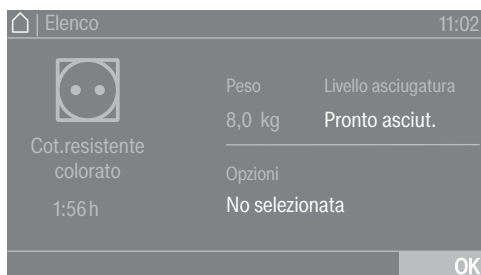 | Elenco 11:02
Peso Livello asciugatura
8,0 kg Pronto asciut.
Cot.resistente
colorato
Opzioni
1:56 h
No selezionata
OK